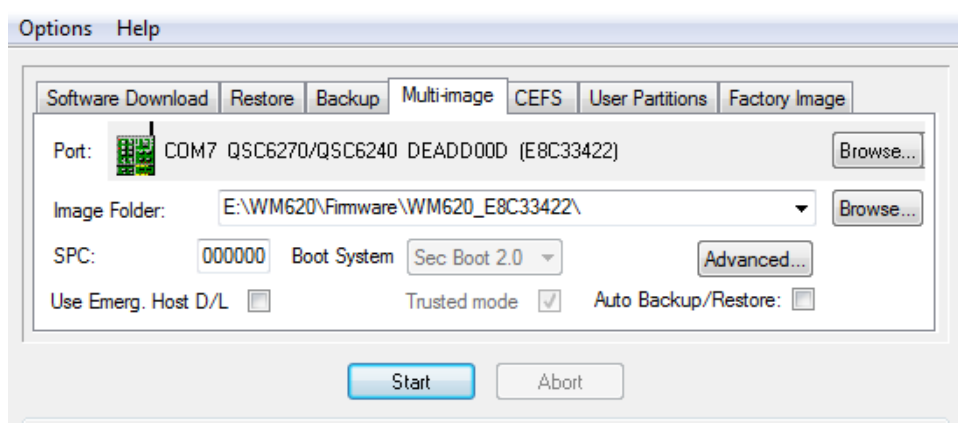 Options Help
Software Download Restore Backup Multi-image CEFS User Partitions Factory Image
Port: COM7 QSC6270/QSC6240 DEADD00D (E8C33422) Browse...
Image Folder: E:\WM620\Firmware\WM620_E8C33422\ Browse...
SPC: 000000 Boot System Sec Boot 2.0 Advanced...
Use Emerg. Host D/L Trusted mode Auto Backup/Restore:
Start Abort